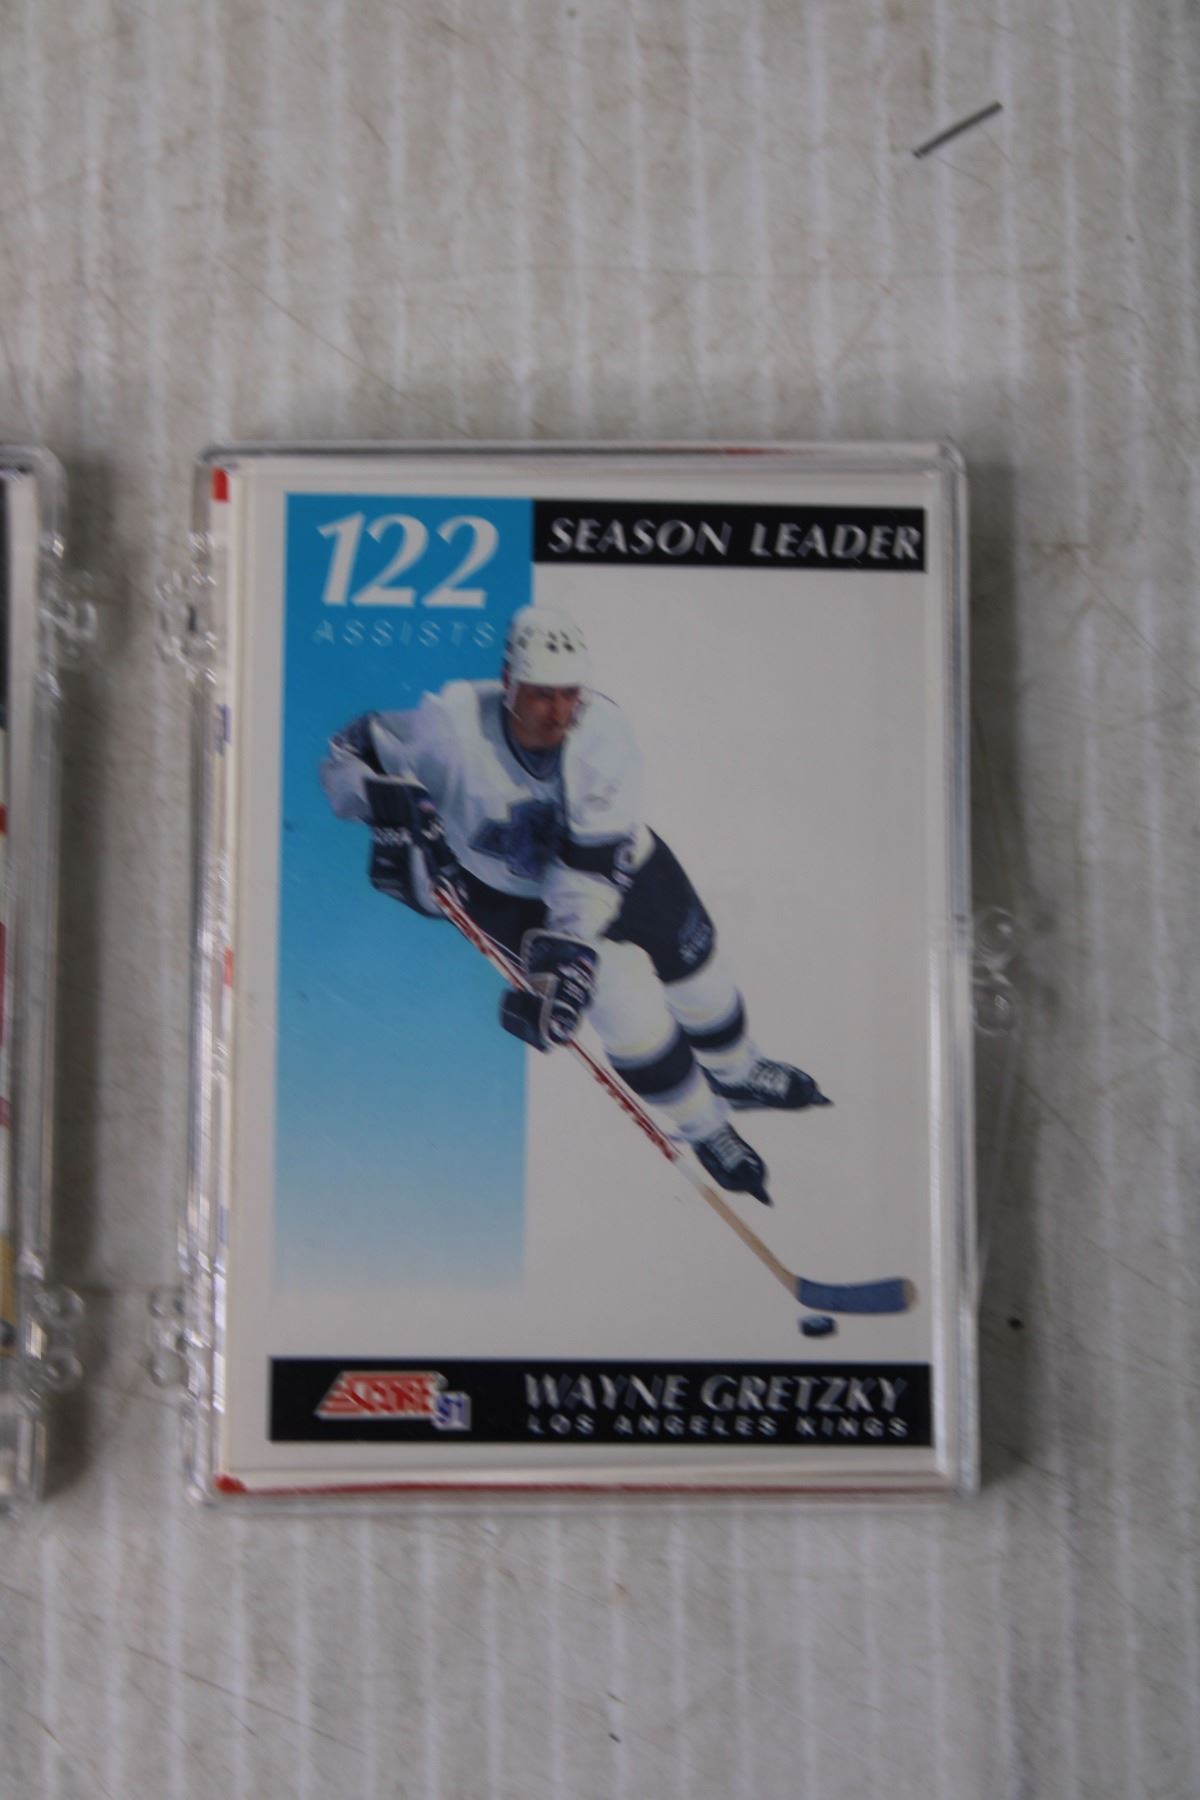 122
ASSISTS
SEASON LEADER
SCORE 91
WAYNE GRETZKY
LOS ANGELES KINGS